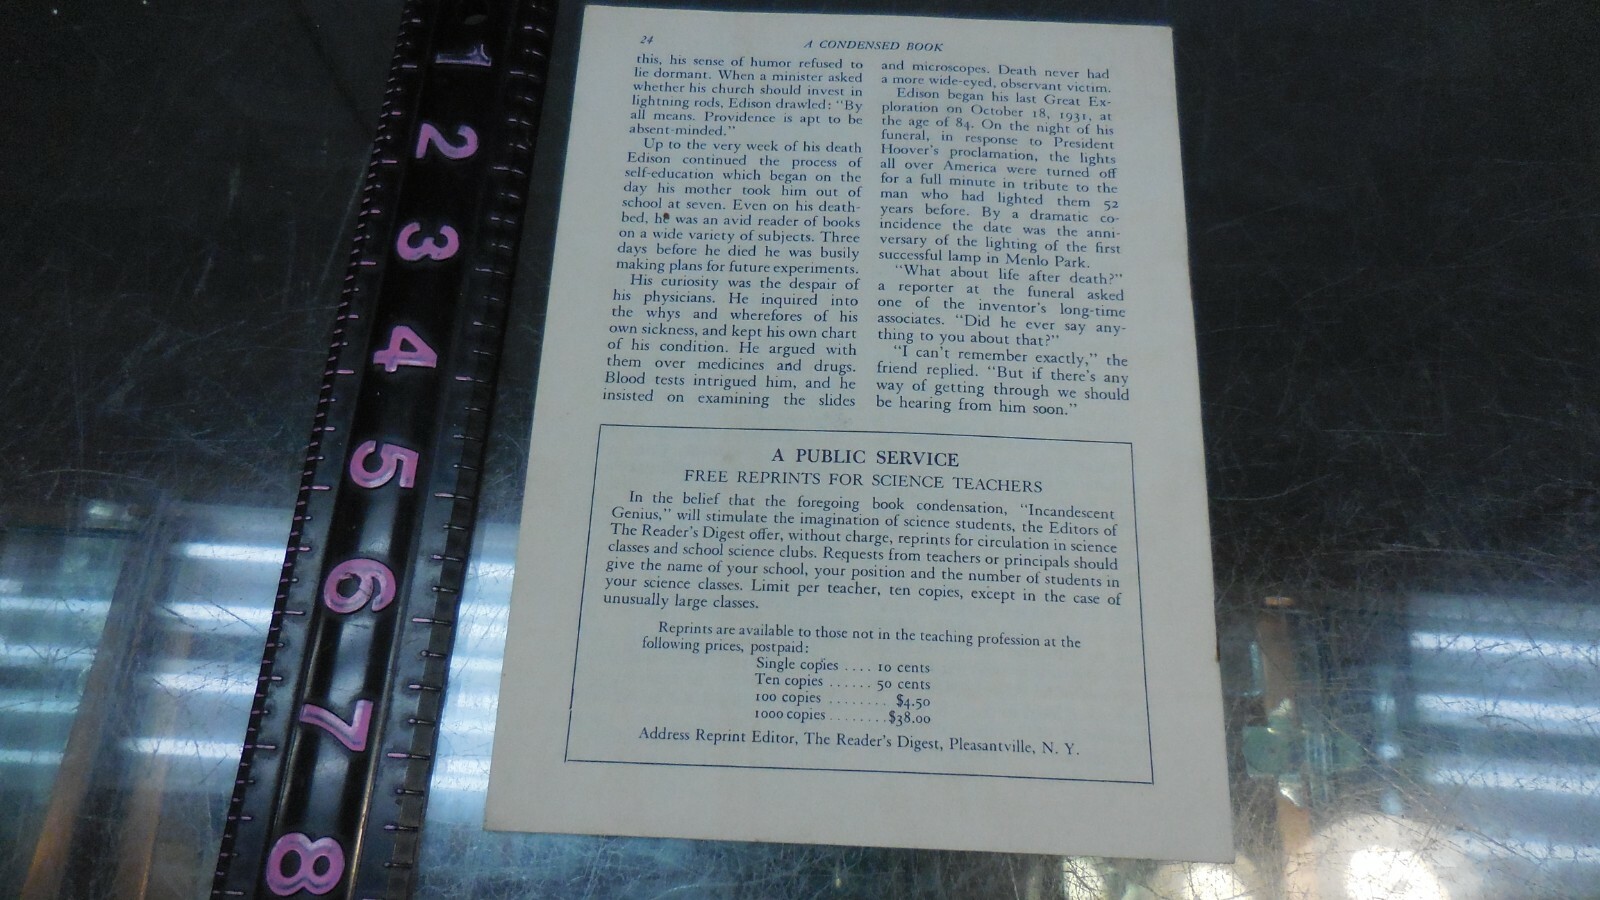 1
2
3
4
5
6
7
8
24
A CONDENSED BOOK
this, his sense of humor refused to
lie dormant. When a minister asked
whether his church should invest in
lightning rods, Edison drawled: "By
all means. Providence is apt to be
absent-minded."
Up to the very week of his death
Edison continued the process of
self-education which began on the
day his mother took him out of
school at seven. Even on his death-
bed, he was an avid reader of books
on a wide variety of subjects. Three
days before he died he was busily
making plans for future experiments.
His curiosity was the despair of
his physicians. He inquired into
the whys and wherefores of his
own sickness, and kept his own chart
of his condition. He argued with
them over medicines and drugs.
Blood tests intrigued him, and he
insisted on examining the slides
and microscopes. Death never had
a more wide-eyed, observant victim.
Edison began his last Great Ex-
ploration on October 18, 1931, at
the age of 84. On the night of his
funeral, in response to President
Hoover's proclamation, the lights
all over America were turned off
for a full minute in tribute to the
man who had lighted them 52
years before. By a dramatic co-
incidence the date was the anni-
versary of the lighting of the first
successful lamp in Menlo Park.
"What about life after death?"
a reporter at the funeral asked
one of the inventor's long-time
associates. "Did he ever say any-
thing to you about that?"
"I can't remember exactly," the
friend replied. "But if there's any
way of getting through we should
be hearing from him soon."
A PUBLIC SERVICE
FREE REPRINTS FOR SCIENCE TEACHERS
In the belief that the foregoing book condensation, "Incandescent
Genius," will stimulate the imagination of science students, the Editors of
The Reader's Digest offer, without charge, reprints for circulation in science
classes and school science clubs. Requests from teachers or principals should
give the name of your school, your position and the number of students in
your science classes. Limit per teacher, ten copies, except in the case of
unusually large classes.
Reprints are available to those not in the teaching profession at the
following prices, postpaid:
Single copies .... 10 cents
Ten copies ...... 50 cents
100 copies ........ $4.50
1000 copies ........$38.00
Address Reprint Editor, The Reader's Digest, Pleasantville, N. Y.